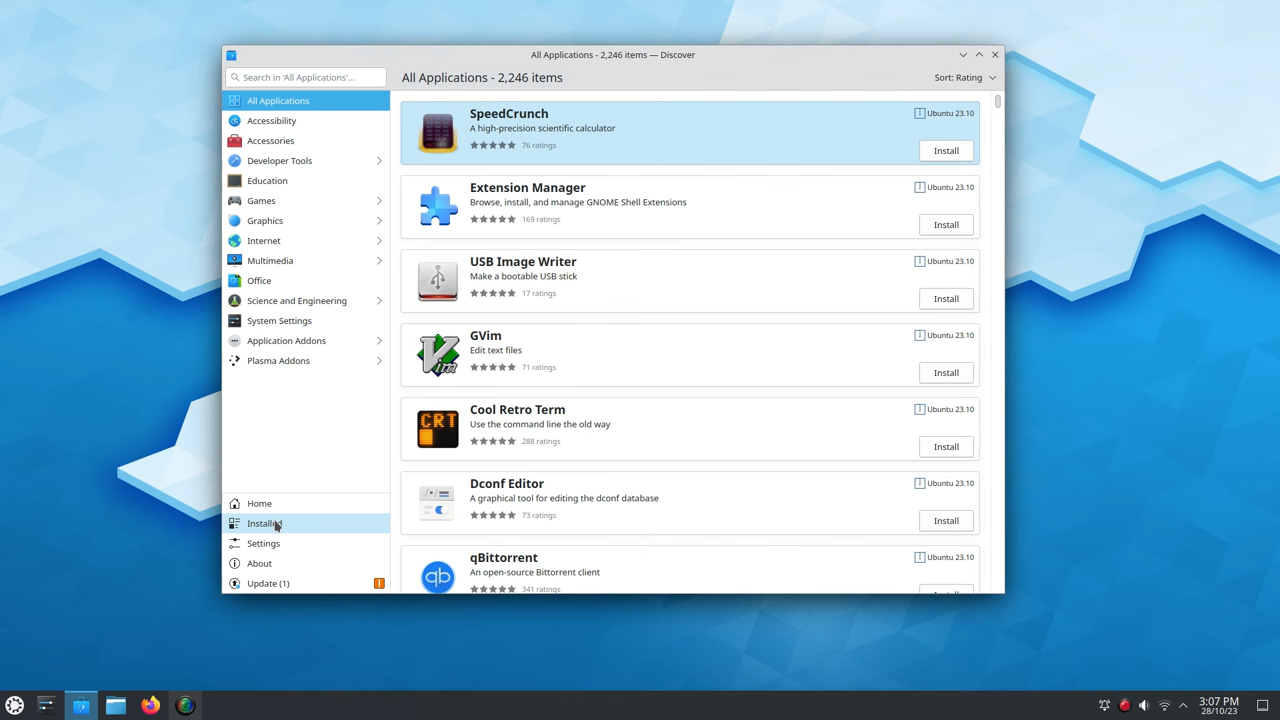 All Applications - 2,246 items — Discover
Search in 'All Applications'...
All Applications - 2,246 items
Sort: Rating
All Applications
Accessibility
Accessories
Developer Tools
Education
Games
Graphics
Internet
Multimedia
Office
Science and Engineering
System Settings
Application Addons
Plasma Addons
Home
Installed
Settings
About
Update (1)
SpeedCrunch
Ubuntu 23.10
A high-precision scientific calculator
76 ratings
Install
Extension Manager
Ubuntu 23.10
Browse, install, and manage GNOME Shell Extensions
169 ratings
Install
USB Image Writer
Ubuntu 23.10
Make a bootable USB stick
17 ratings
Install
GVim
Ubuntu 23.10
Edit text files
71 ratings
Install
Cool Retro Term
Ubuntu 23.10
Use the command line the old way
288 ratings
Install
CRT
Dconf Editor
Ubuntu 23.10
A graphical tool for editing the dconf database
73 ratings
Install
qBittorrent
Ubuntu 23.10
An open-source Bittorrent client
341 ratings
qb
3:07 PM
28/10/23